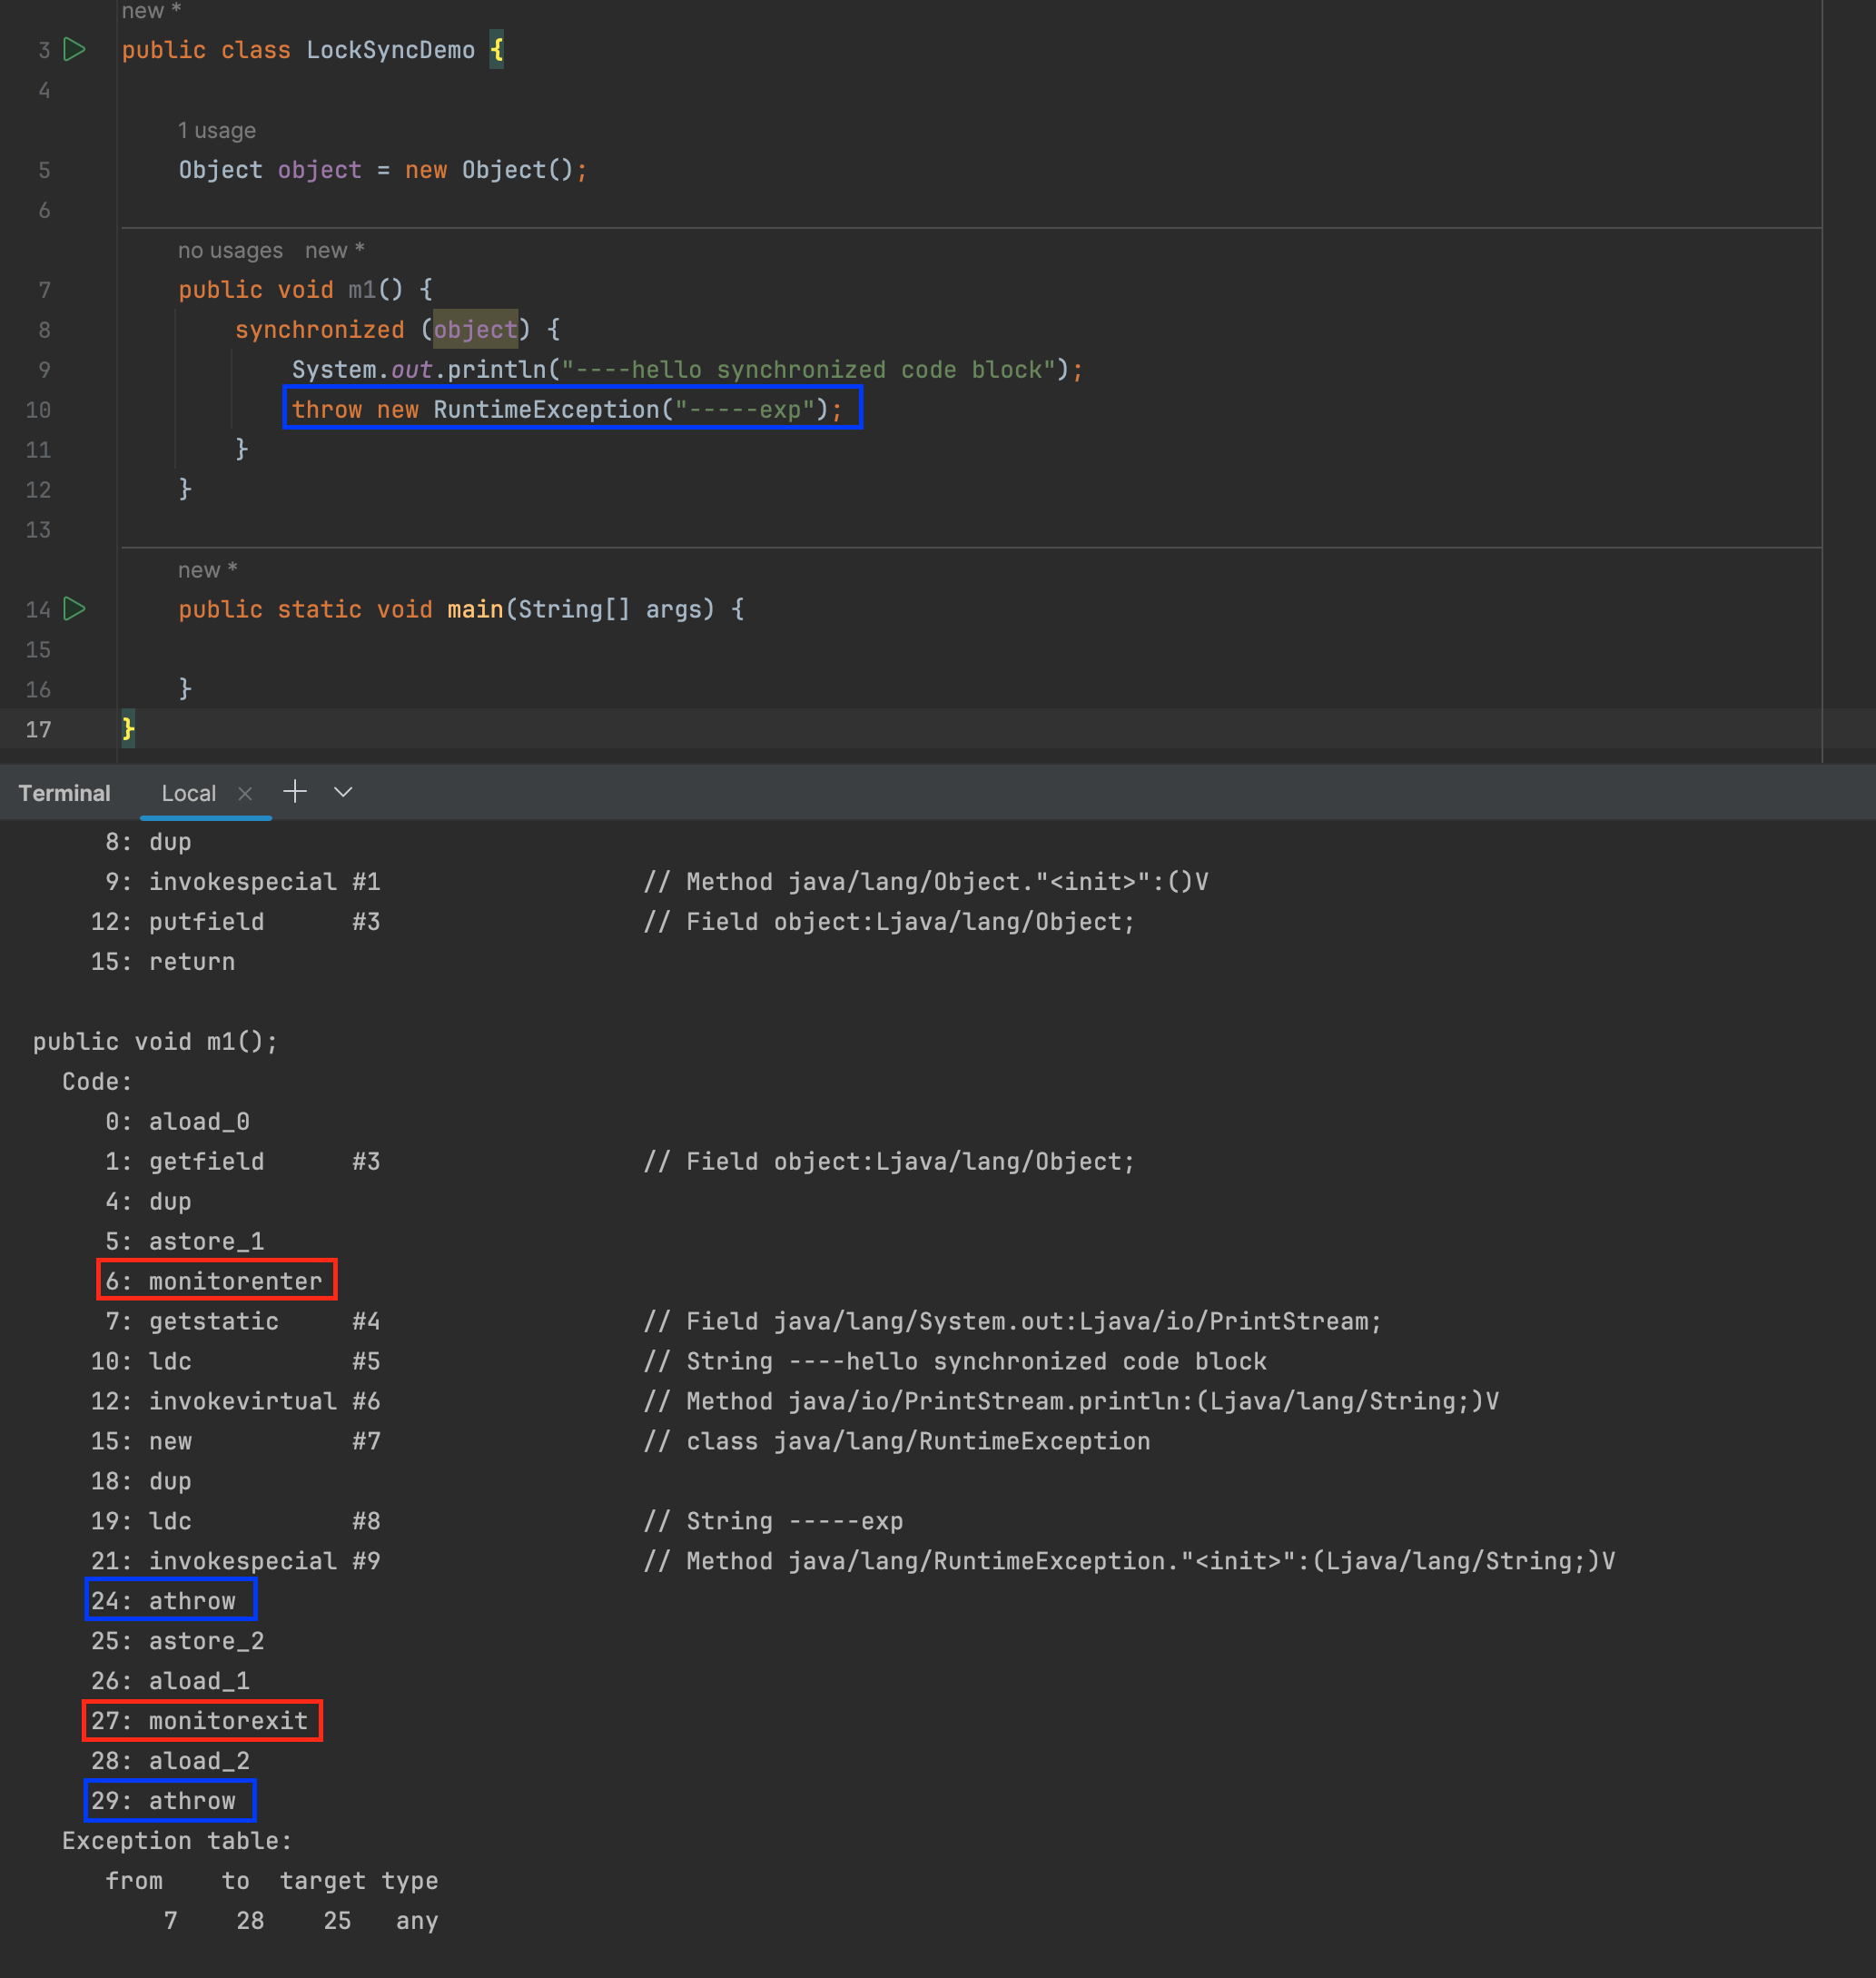 new *
3 public class LockSyncDemo {
4
1 usage
5 Object object = new Object();
6
no usages new *
7 public void m1() {
8 synchronized (object) {
9 System.out.println("----hello synchronized code block");
10 throw new RuntimeException("-----exp");
11 }
12 }
13
new *
14 public static void main(String[] args) {
15
16 }
17 }
Terminal Local
8: dup
9: invokespecial #1 // Method java/lang/Object."<init>":()V
12: putfield #3 // Field object:Ljava/lang/Object;
15: return
public void m1();
Code:
0: aload_0
1: getfield #3 // Field object:Ljava/lang/Object;
4: dup
5: astore_1
6: monitorenter
7: getstatic #4 // Field java/lang/System.out:Ljava/io/PrintStream;
10: ldc #5 // String ----hello synchronized code block
12: invokevirtual #6 // Method java/io/PrintStream.println:(Ljava/lang/String;)V
15: new #7 // class java/lang/RuntimeException
18: dup
19: ldc #8 // String -----exp
21: invokespecial #9 // Method java/lang/RuntimeException."<init>":(Ljava/lang/String;)V
24: athrow
25: astore_2
26: aload_1
27: monitorexit
28: aload_2
29: athrow
Exception table:
from to target type
7 28 25 any